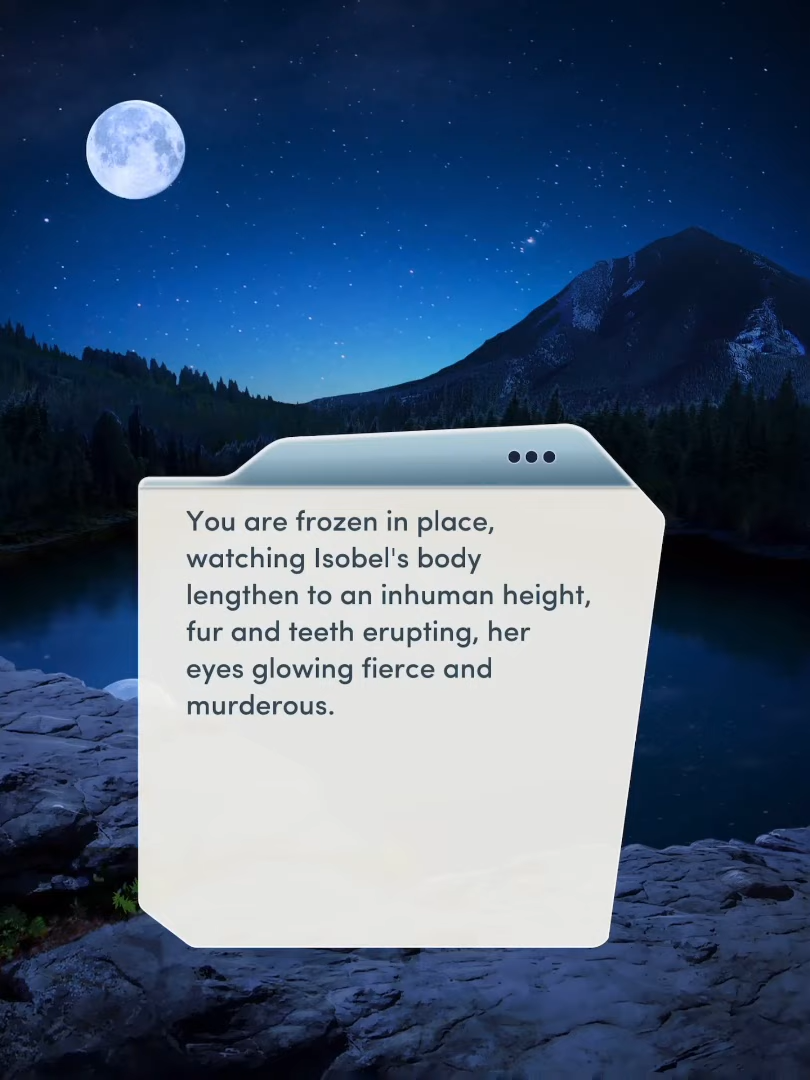 You are frozen in place,
watching Isobel's body
lengthen to an inhuman height,
fur and teeth erupting, her
eyes glowing fierce and
murderous.